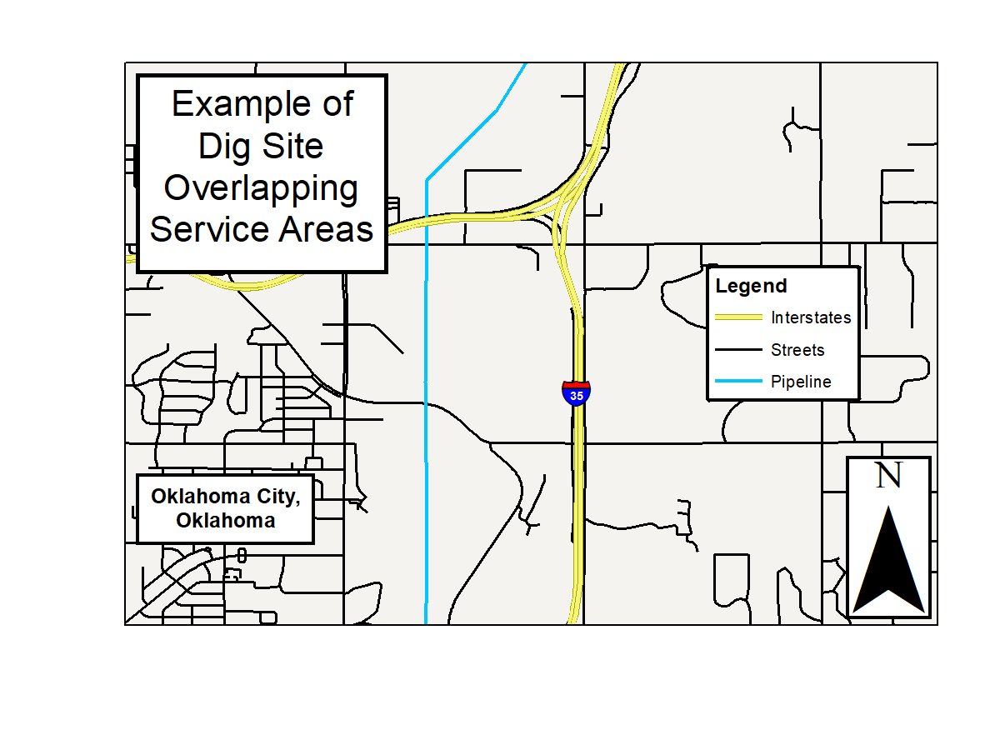 Example of
Dig Site
Overlapping
Service Areas
Legend
Interstates
Streets
Pipeline
35
Oklahoma City,
Oklahoma
N